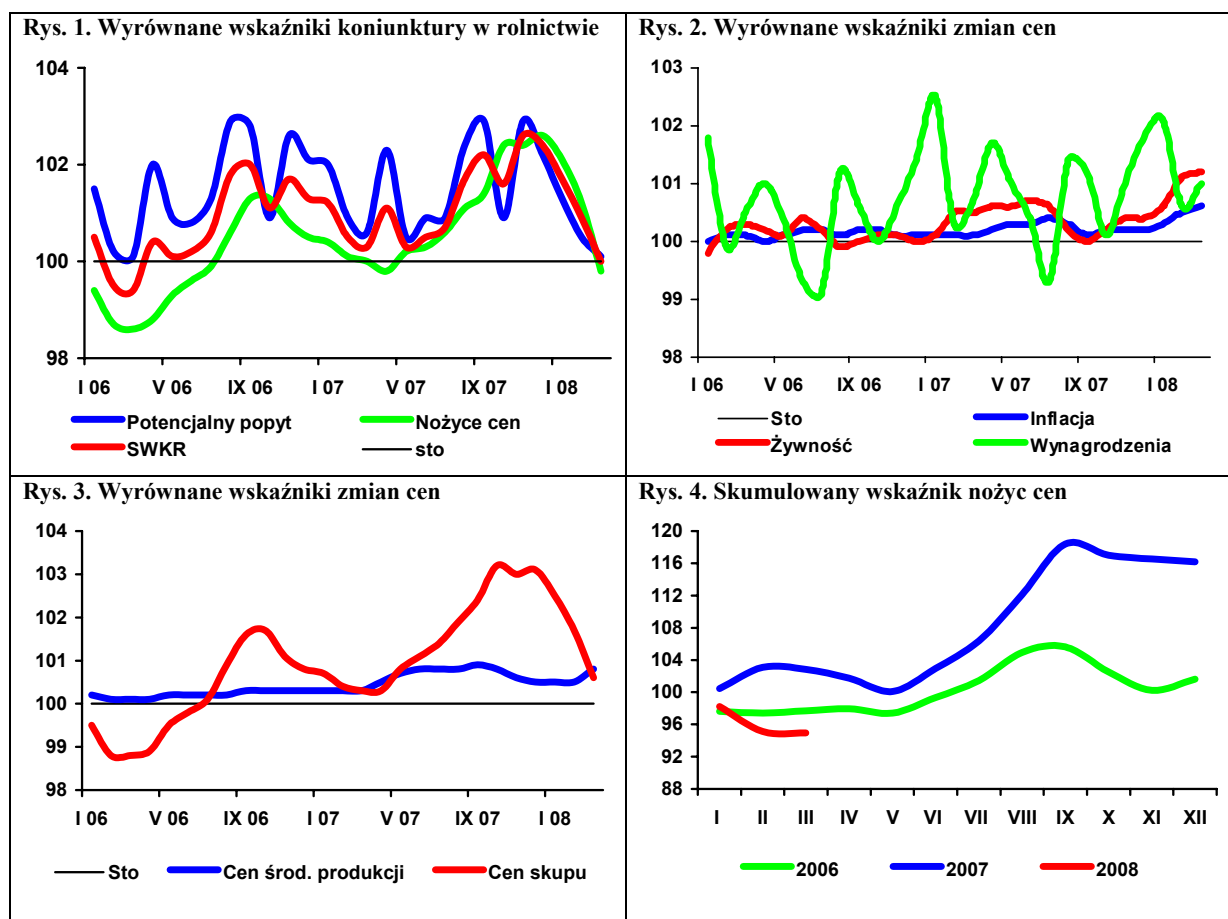 Rys. 1. Wyrównane wskaźniki koniunktury w rolnictwie
104
102
100
98
I 06 V 06 IX 06 I 07 V 07 IX 07 I 08
Potencjalny popyt Nożyce cen
SWKR sto
Rys. 2. Wyrównane wskaźniki zmian cen
103
102
101
100
99
98
I 06 V 06 IX 06 I 07 V 07 IX 07 I 08
Sto Inflacja
Żywność Wynagrodzenia
Rys. 3. Wyrównane wskaźniki zmian cen
104
103
102
101
100
99
98
I 06 V 06 IX 06 I 07 V 07 IX 07 I 08
Sto Cen środ. produkcji Cen skupu
Rys. 4. Skumulowany wskaźnik nożyc cen
120
116
112
108
104
100
96
92
88
I II III IV V VI VII VIII IX X XI XII
2006 2007 2008